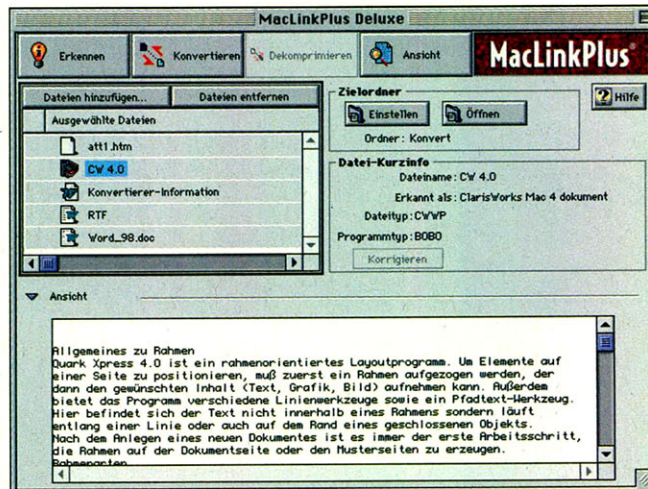 MacLinkPlus Deluxe
Erkennen
Konvertieren
Dekomprimieren
Ansicht
MacLinkPlus®
Dateien hinzufügen...
Dateien entfernen
Ausgewählte Dateien
att1.htm
CW 4.0
Konvertierer-Information
RTF
Word_98.doc
Zielordner
Einstellen
Öffnen
Hilfe
Ordner: Konvert
Datei-Kurzinfo
Dateiname: CW 4.0
Erkannt als: ClarisWorks Mac 4 dokument
Dateityp: CWWP
Programmtyp: BOBO
Korrigieren
Ansicht
Allgemeines zu Rahmen
Quark Xpress 4.0 ist ein rahmenorientiertes Layoutprogramm. Um Elemente auf
einer Seite zu positionieren, muß zuerst ein Rahmen aufgezogen werden, der
dann den gewünschten Inhalt (Text, Grafik, Bild) aufnehmen kann. Außerdem
bietet das Programm verschiedene Linienwerkzeuge sowie ein Pfadtext-Werkzeug.
Hier befindet sich der Text nicht innerhalb eines Rahmens sondern läuft
entlang einer Linie oder auch auf dem Rand eines geschlossenen Objekts.
Nach dem Anlegen eines neuen Dokumentes ist es immer der erste Arbeitsschritt,
die Rahmen auf der Dokumentseite oder den Musterseiten zu erzeugen.
Rahmenarten